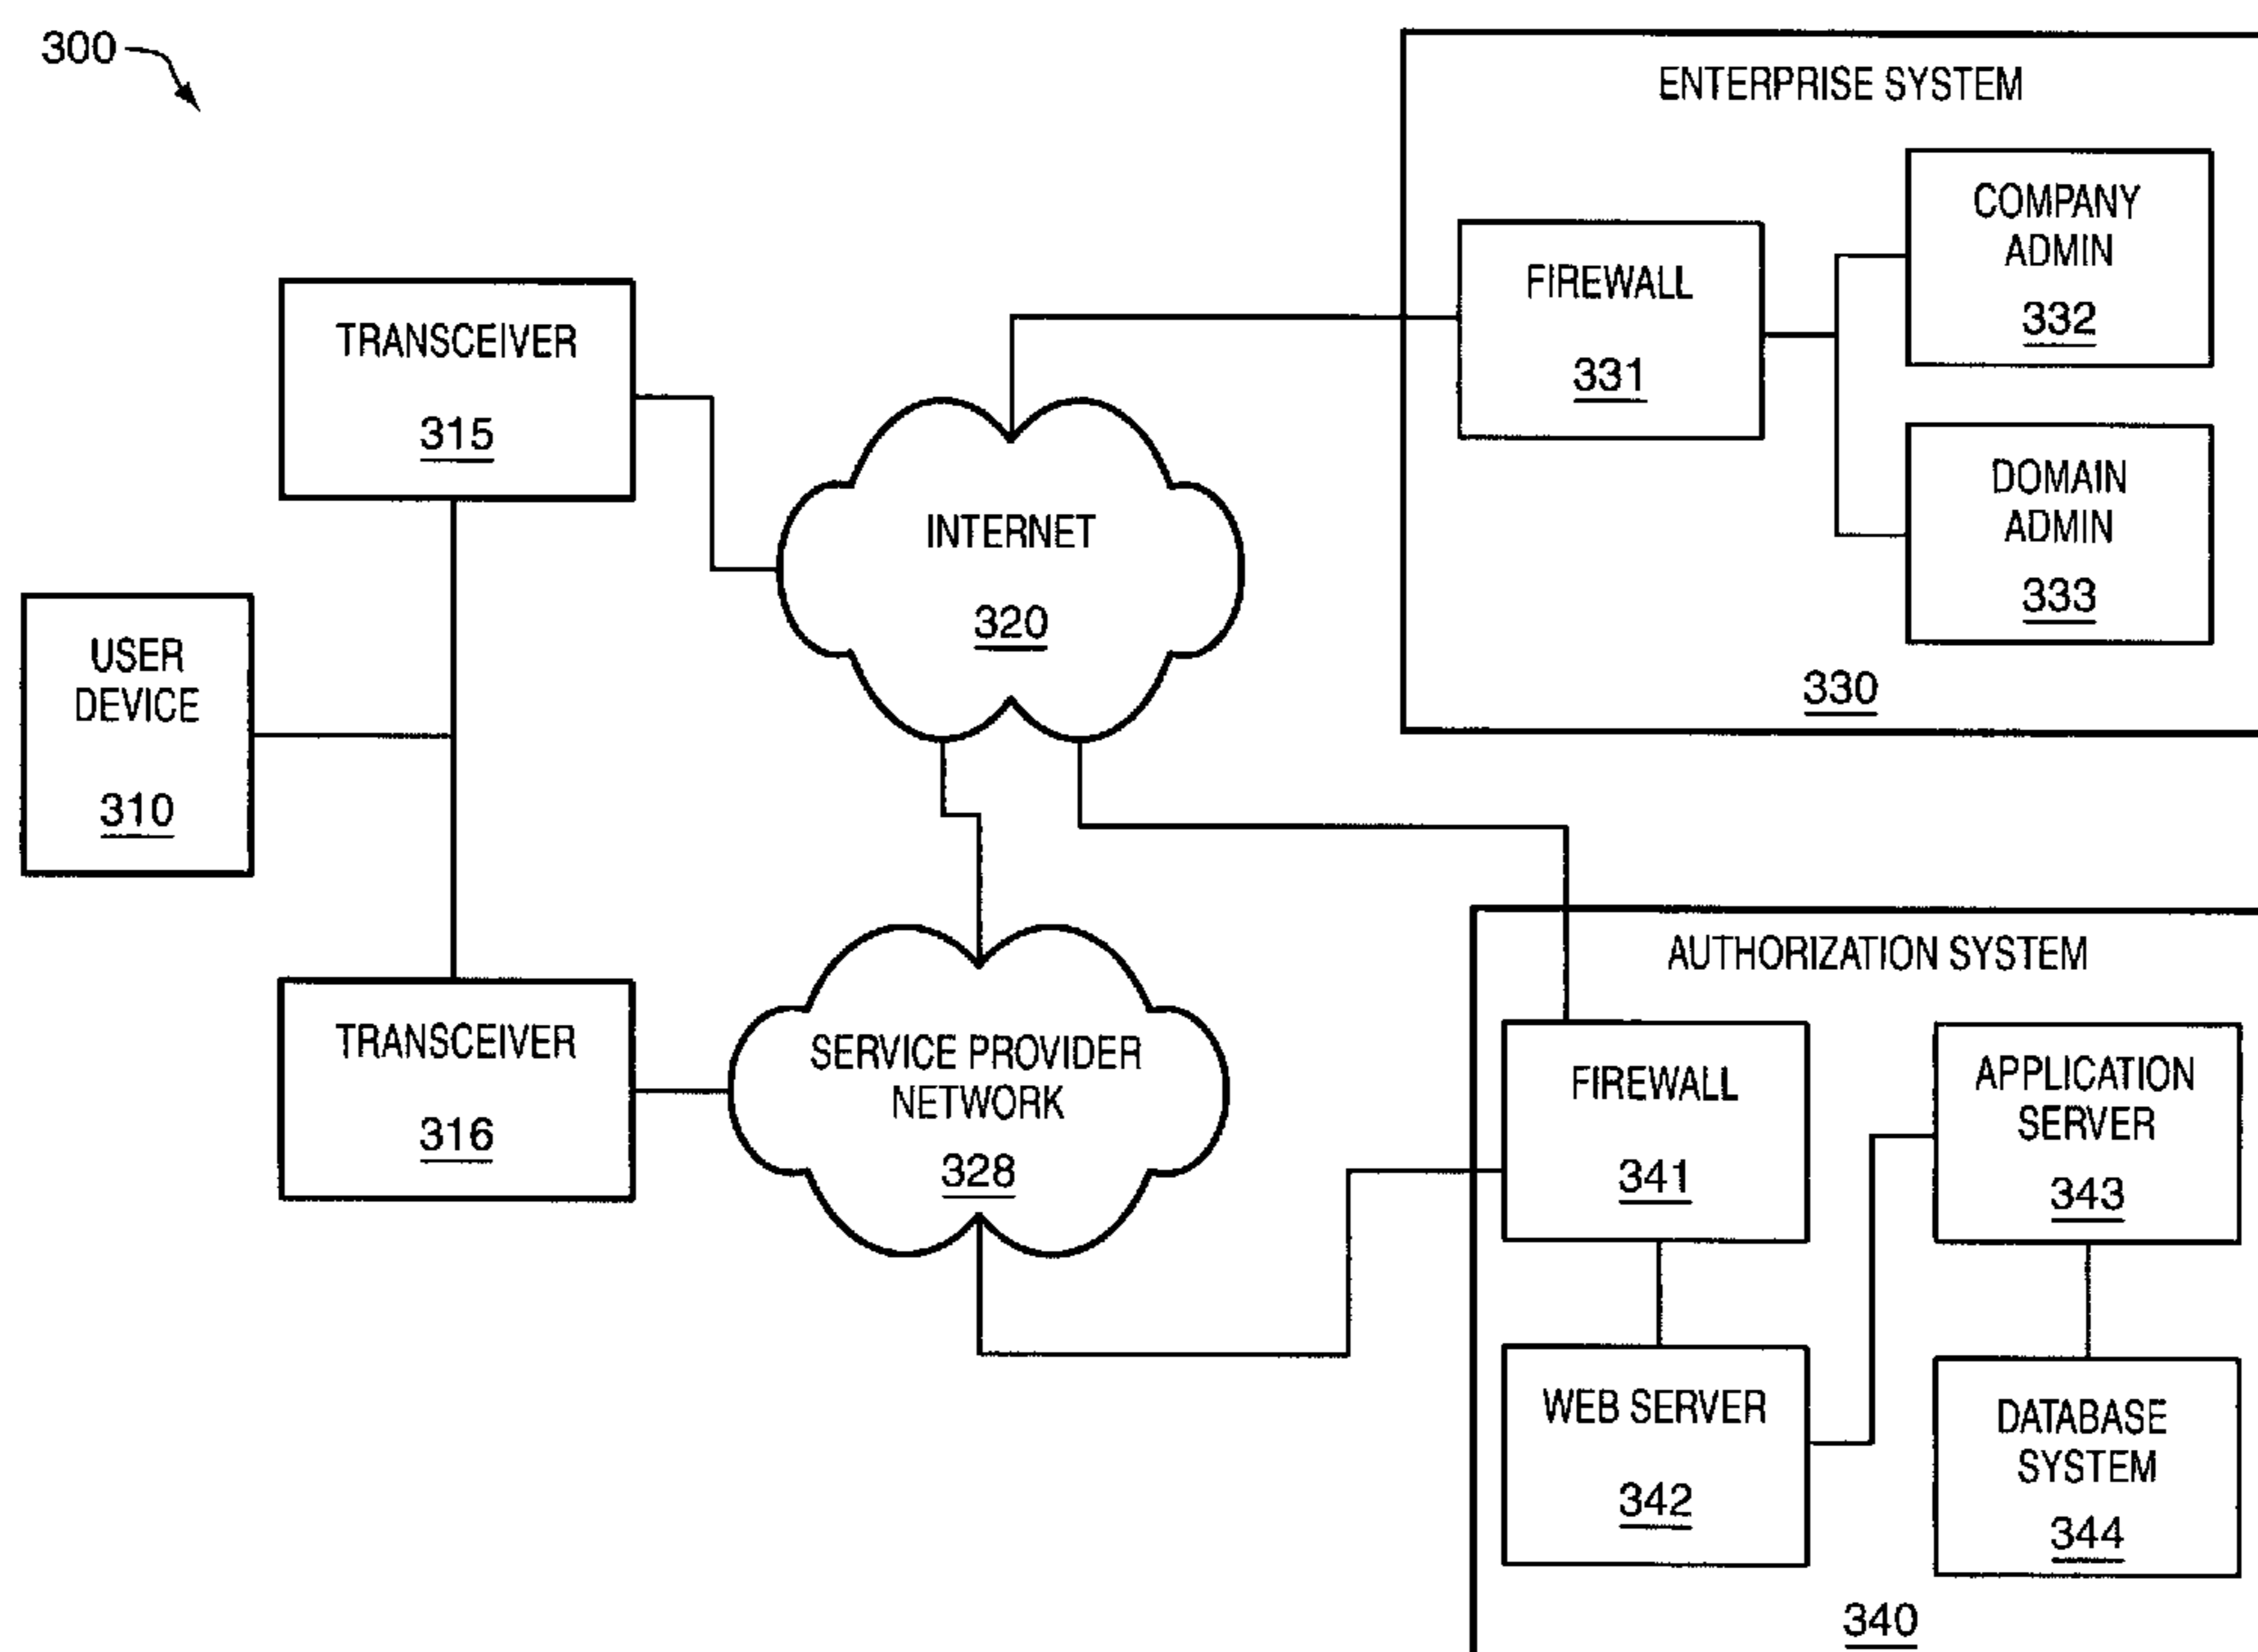 300
ENTERPRISE SYSTEM
COMPANY
ADMIN
332
FIREWALL
331
TRANSCEIVER
315
DOMAIN
ADMIN
333
INTERNET
320
330
USER
DEVICE
310
AUTHORIZATION SYSTEM
TRANSCEIVER
316
SERVICE PROVIDER
NETWORK
328
FIREWALL
341
APPLICATION
SERVER
343
WEB SERVER
342
DATABASE
SYSTEM
344
340